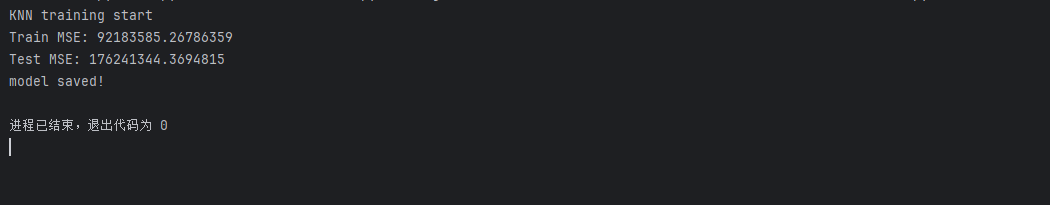 KNN training start
Train MSE: 92183585.26786359
Test MSE: 176241344.3694815
model saved!
进程已结束，退出代码为 0